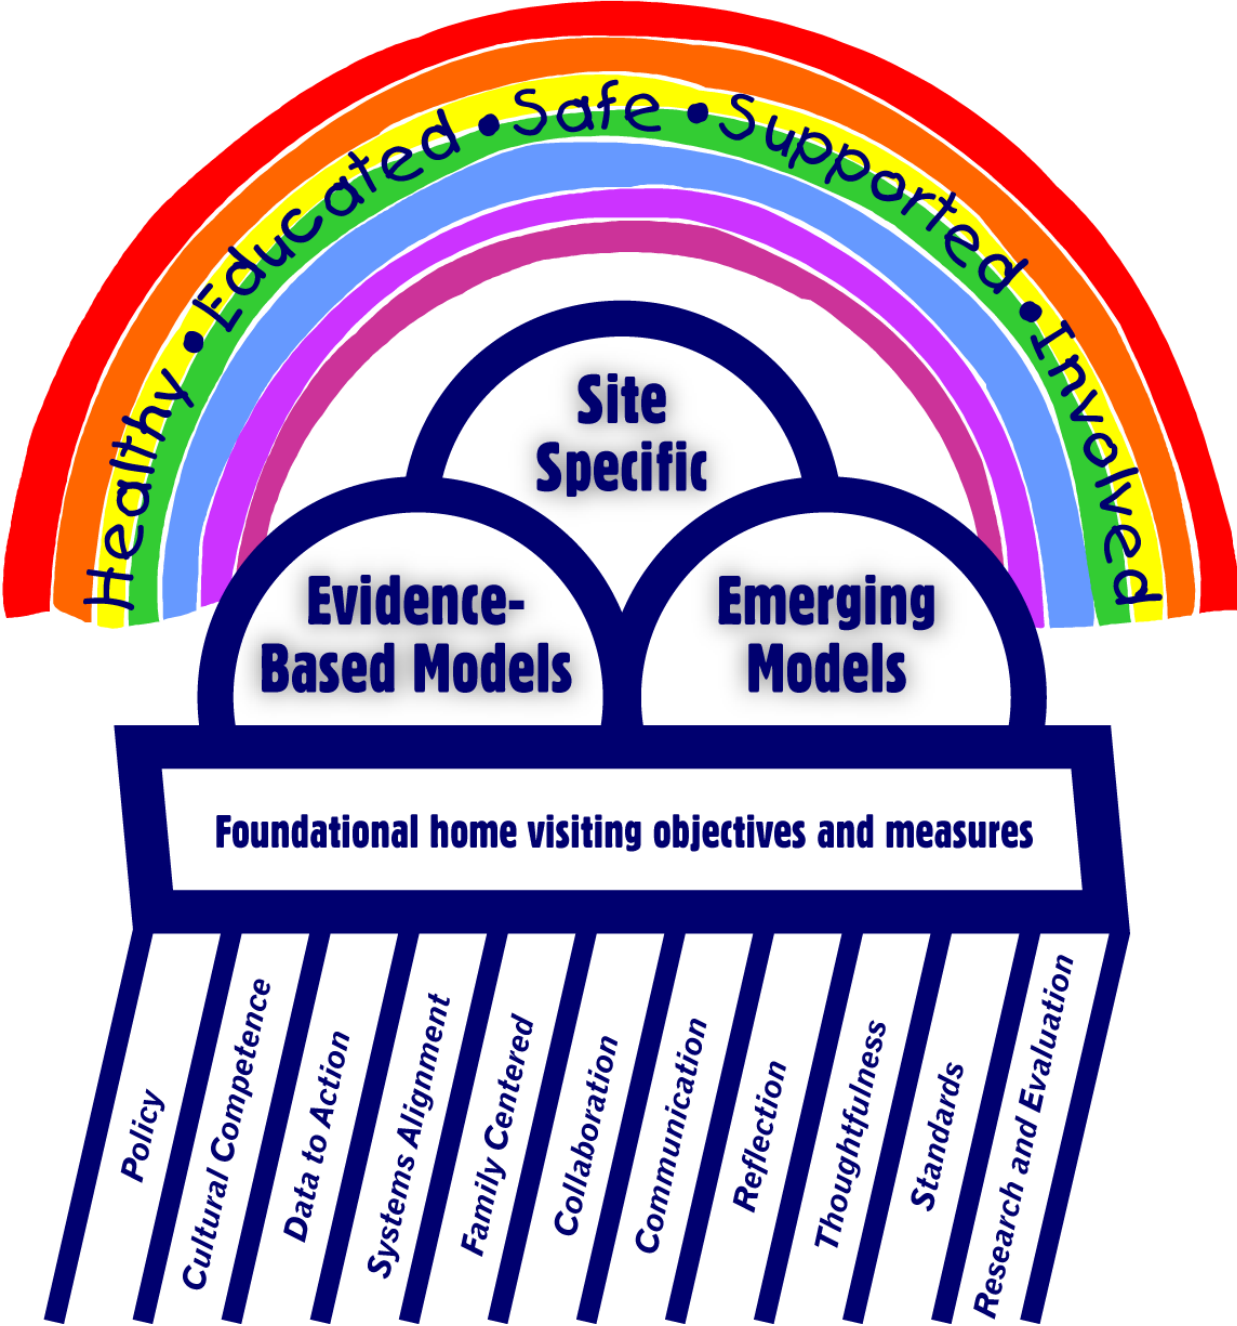 Healthy • Educated • Safe • Supported • Involved
Site
Specific
Evidence-
Based Models
Emerging
Models
Foundational home visiting objectives and measures
Policy
Cultural Competence
Data to Action
Systems Alignment
Family Centered
Collaboration
Communication
Reflection
Thoughtfulness
Standards
Research and Evaluation